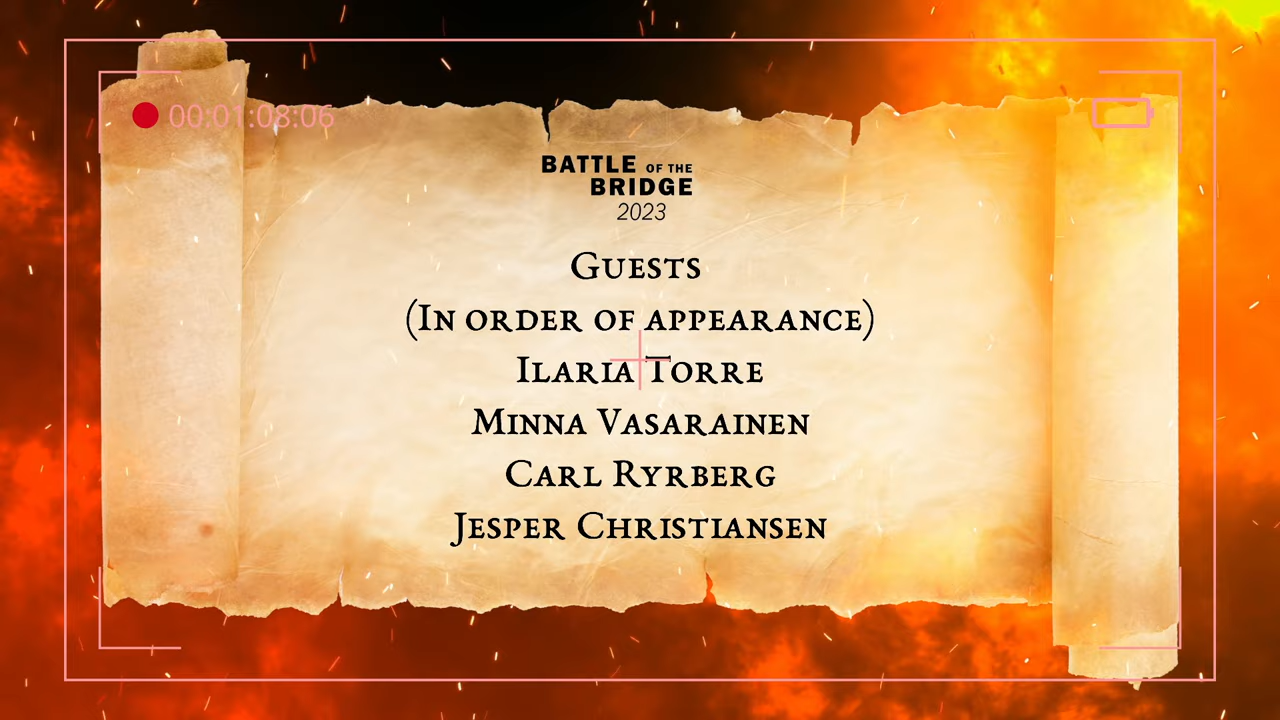 00:01:08:06
BATTLE OF THE
BRIDGE
2023
Guests
(In order of appearance)
Ilaria Torre
Minna Vasarainen
Carl Ryrberg
Jesper Christiansen